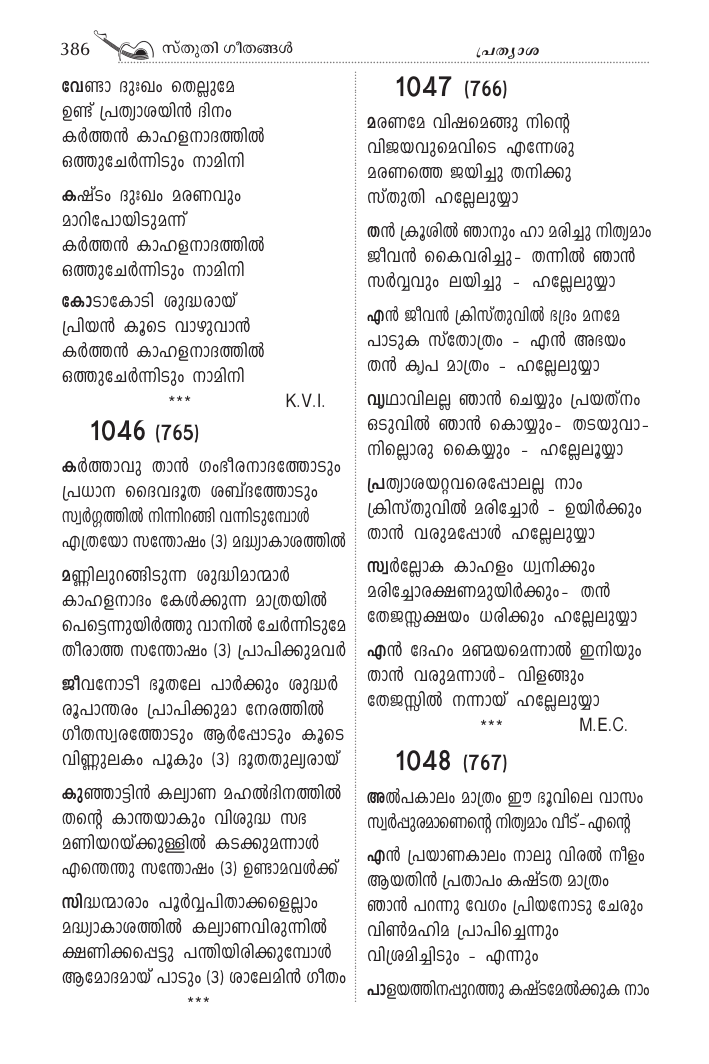 386 സ്തുതി ഗീതങ്ങൾ പ്രത്യാശ
വേണ്ടാ ദുഃഖം തെല്ലുമേ
ഉണ്ട് പ്രത്യാശയിൻ ദിനം
കർത്തൻ കാഹളനാദത്തിൽ
ഒത്തുചേർന്നിടും നാമിനി
കഷ്ടം ദുഃഖം മരണവും
മാറിപോയിടുമന്ന്
കർത്തൻ കാഹളനാദത്തിൽ
ഒത്തുചേർന്നിടും നാമിനി
കോടാകോടി ശുദ്ധരായ്
പ്രിയൻ കൂടെ വാഴുവാൻ
കർത്തൻ കാഹളനാദത്തിൽ
ഒത്തുചേർന്നിടും നാമിനി
*** K.V.I.
1046 (765)
കർത്താവു താൻ ഗംഭീരനാദത്തോടും
പ്രധാന ദൈവദൂത ശബ്ദത്തോടും
സ്വർഗ്ഗത്തിൽ നിന്നിറങ്ങി വന്നിടുമ്പോൾ
എത്രയോ സന്തോഷം (3) മദ്ധ്യാകാശത്തിൽ
മണ്ണിലുറങ്ങിടുന്ന ശുദ്ധിമാന്മാർ
കാഹളനാദം കേൾക്കുന്ന മാത്രയിൽ
പെട്ടെന്നുയിർത്തു വാനിൽ ചേർന്നിടുമേ
തീരാത്ത സന്തോഷം (3) പ്രാപിക്കുമവർ
ജീവനോടീ ഭൂതലേ പാർക്കും ശുദ്ധർ
രൂപാന്തരം പ്രാപിക്കുമാ നേരത്തിൽ
ഗീതസ്വരത്തോടും ആർപ്പോടും കൂടെ
വിണ്ണുലകം പൂകും (3) ദൂതതുല്യരായ്
കുഞ്ഞാട്ടിൻ കല്യാണ മഹൽദിനത്തിൽ
തന്റെ കാന്തയാകും വിശുദ്ധ സഭ
മണിയറയ്ക്കുള്ളിൽ കടക്കുമന്നാൾ
എന്തെന്തു സന്തോഷം (3) ഉണ്ടാമവൾക്ക്
സിദ്ധന്മാരാം പൂർവ്വപിതാക്കളെല്ലാം
മദ്ധ്യാകാശത്തിൽ കല്യാണവിരുന്നിൽ
ക്ഷണിക്കപ്പെട്ടു പന്തിയിരിക്കുമ്പോൾ
ആമോദമായ് പാടും (3) ശാലേമിൻ ഗീതം
***
1047 (766)
മരണമേ വിഷമെങ്ങു നിന്റെ
വിജയവുമെവിടെ എന്നേശു
മരണത്തെ ജയിച്ചു തനിക്കു
സ്തുതി ഹല്ലേലുയ്യാ
തൻ ക്രൂശിൽ ഞാനും ഹാ മരിച്ചു നിത്യമാം
ജീവൻ കൈവരിച്ചു- തന്നിൽ ഞാൻ
സർവ്വവും ലയിച്ചു - ഹല്ലേലുയ്യാ
എൻ ജീവൻ ക്രിസ്തുവിൽ ഭദ്രം മനമേ
പാടുക സ്തോത്രം - എൻ അഭയം
തൻ കൃപ മാത്രം - ഹല്ലേലുയ്യാ
വൃഥാവിലല്ല ഞാൻ ചെയ്യും പ്രയത്നം
ഒടുവിൽ ഞാൻ കൊയ്യും- തടയുവാ-
നില്ലൊരു കൈയ്യും - ഹല്ലേലൂയ്യാ
പ്രത്യാശയറ്റവരെപ്പോലല്ല നാം
ക്രിസ്തുവിൽ മരിച്ചോർ - ഉയിർക്കും
താൻ വരുമപ്പോൾ ഹല്ലേലുയ്യാ
സ്വർല്ലോക കാഹളം ധ്വനിക്കും
മരിച്ചോരക്ഷണമുയിർക്കും- തൻ
തേജസ്സക്ഷയം ധരിക്കും ഹല്ലേലുയ്യാ
എൻ ദേഹം മണ്മയമെന്നാൽ ഇനിയും
താൻ വരുമന്നാൾ- വിളങ്ങും
തേജസ്സിൽ നന്നായ് ഹല്ലേലുയ്യാ
*** M.E.C.
1048 (767)
അൽപകാലം മാത്രം ഈ ഭൂവിലെ വാസം
സ്വർപ്പുരമാണെന്റെ നിത്യമാം വീട്-എന്റെ
എൻ പ്രയാണകാലം നാലു വിരൽ നീളം
ആയതിൻ പ്രതാപം കഷ്ടത മാത്രം
ഞാൻ പറന്നു വേഗം പ്രിയനോടു ചേരും
വിൺമഹിമ പ്രാപിച്ചെന്നും
വിശ്രമിച്ചിടും - എന്നും
പാളയത്തിനപ്പുറത്തു കഷ്ടമേൽക്കുക നാം